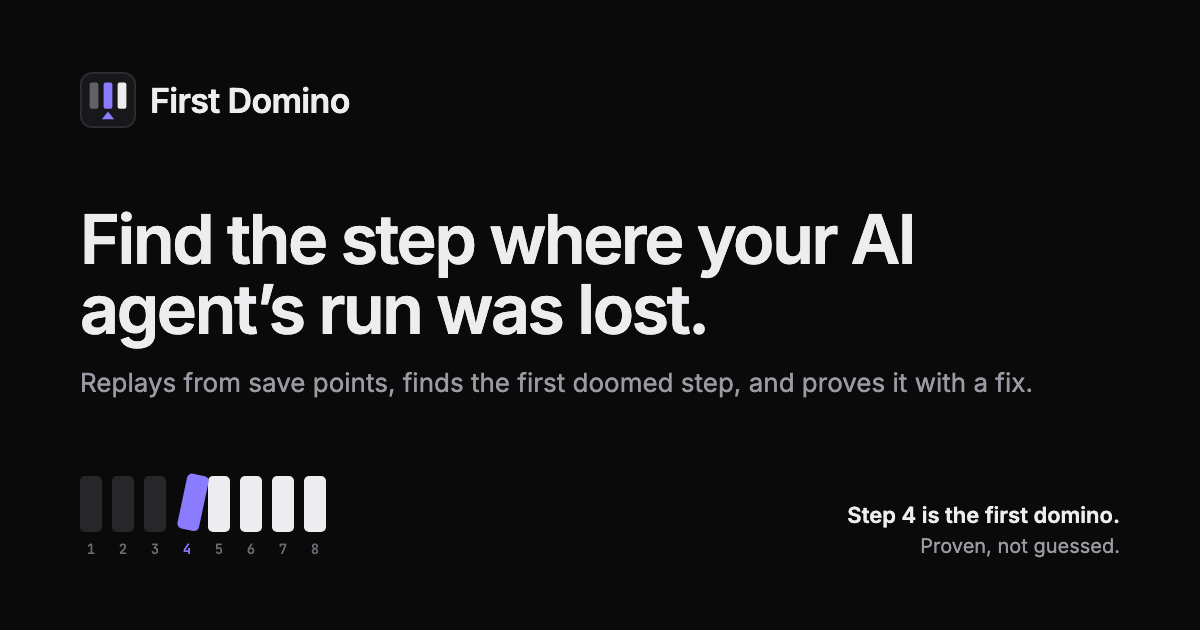 First Domino
Find the step where your AI
agent’s run was lost.
Replays from save points, finds the first doomed step, and proves it with a fix.
1 2 3 4 5 6 7 8
Step 4 is the first domino.
Proven, not guessed.